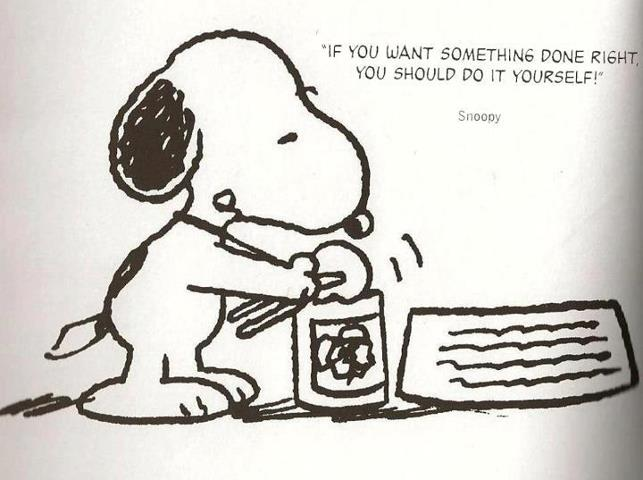 "IF YOU WANT SOMETHING DONE RIGHT,
YOU SHOULD DO IT YOURSELF!"
Snoopy